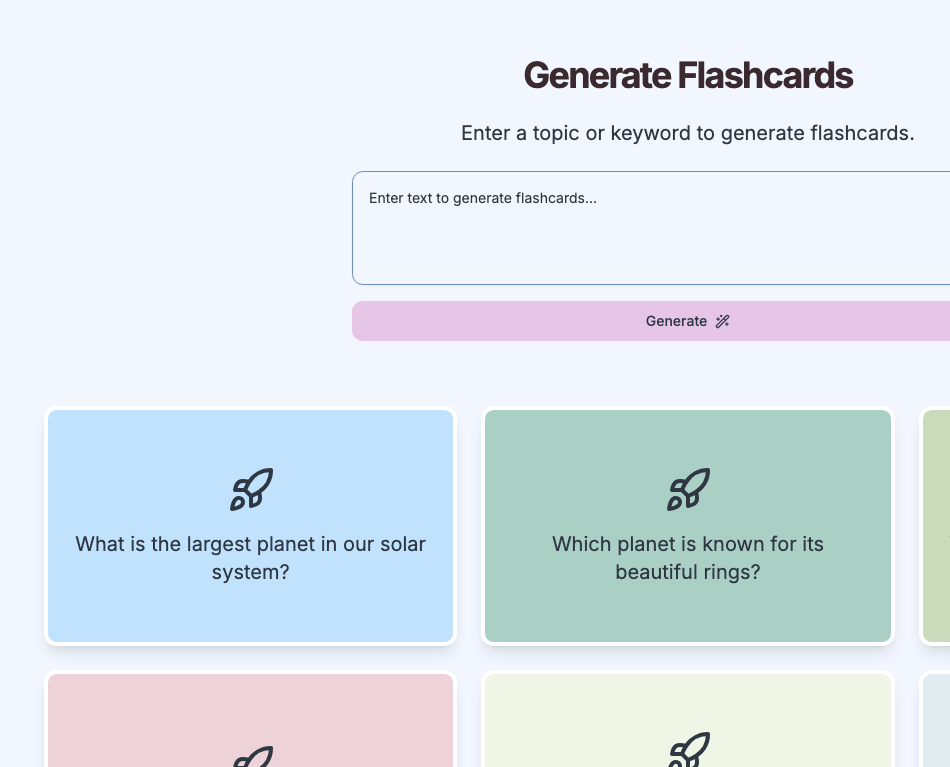 Generate Flashcards
Enter a topic or keyword to generate flashcards.
Enter text to generate flashcards...
Generate
What is the largest planet in our solar
system?
Which planet is known for its
beautiful rings?